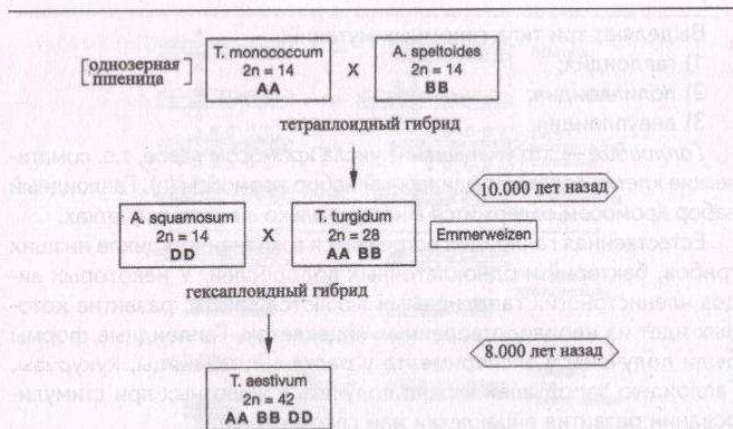 [однозерная пшеница]
T. monococcum
2n = 14
AA
X
A. speltoides
2n = 14
BB
тетраплоидный гибрид
10.000 лет назад
A. squamosum
2n = 14
DD
X
T. turgidum
2n = 28
AA BB
Emmerweizen
гексаплоидный гибрид
8.000 лет назад
T. aestivum
2n = 42
AA BB DD